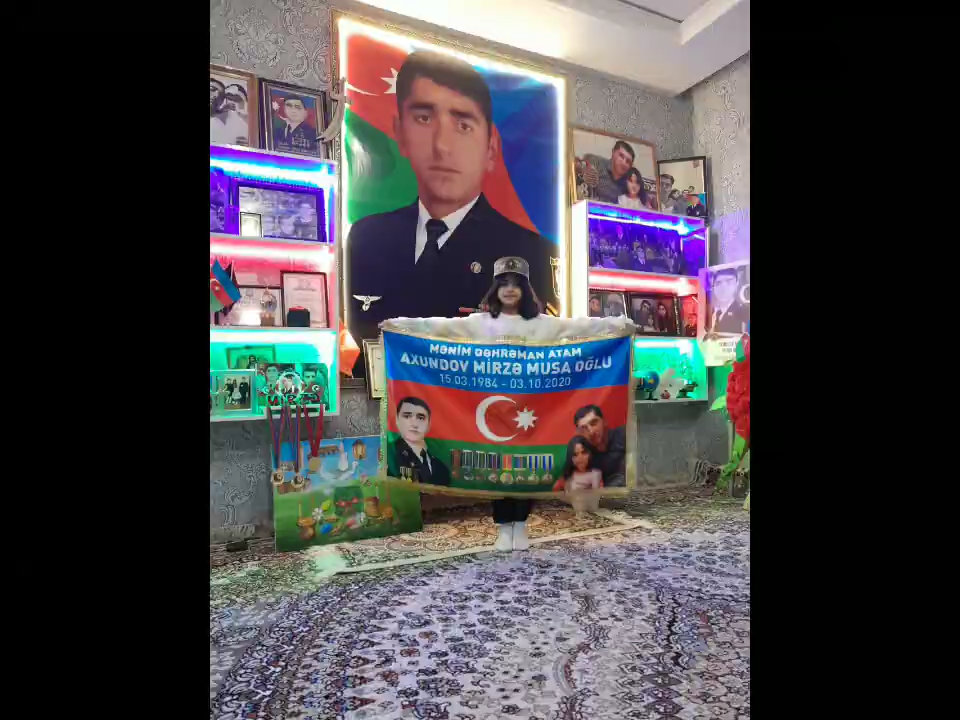 MƏNİM QƏHRƏMAN ATAM
AXUNDOV MİRZƏ MUSA OĞLU
15.03.1984 - 03.10.2020